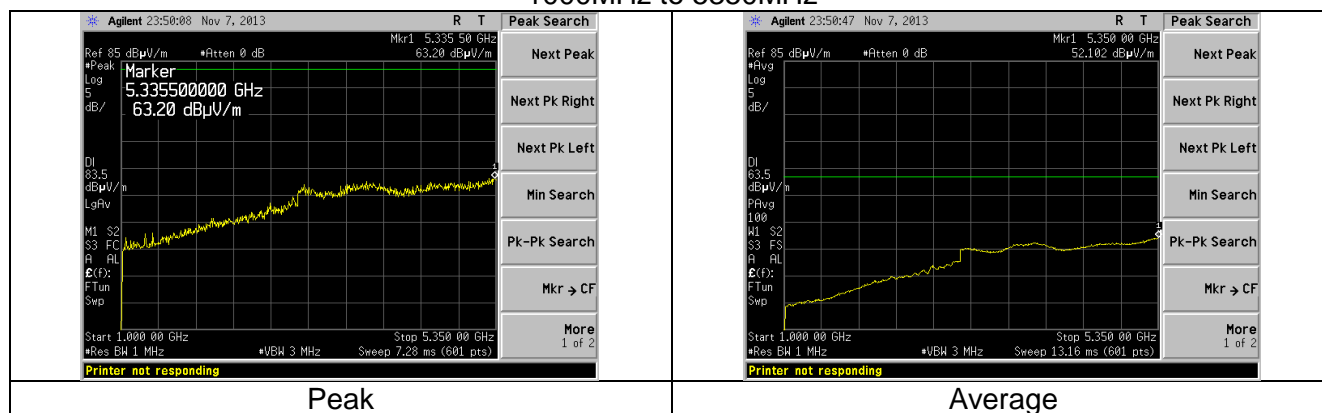 1000MHz to 5350MHz
Agilent 23:50:08 Nov 7, 2013 R T
Peak Search
Mkr1 5.335 50 GHz
Ref 85 dBµV/m #Atten 0 dB 63.20 dBµV/m
#Peak
Log
5
dB/
Marker
5.335500000 GHz
63.20 dBµV/m
1
DI
83.5
dBµV/m
LgAv
M1 S2
S3 FC
A AL
£(f):
FTun
Swp
Start 1.000 00 GHz Stop 5.350 00 GHz
#Res BW 1 MHz #VBW 3 MHz Sweep 7.28 ms (601 pts)
Printer not responding
Next Peak
Next Pk Right
Next Pk Left
Min Search
Pk-Pk Search
Mkr → CF
More
1 of 2
Peak
Agilent 23:50:47 Nov 7, 2013 R T
Peak Search
Mkr1 5.350 00 GHz
Ref 85 dBµV/m #Atten 0 dB 52.102 dBµV/m
#Avg
Log
5
dB/
1
DI
63.5
dBµV/m
PAvg
100
W1 S2
S3 FS
A AL
£(f):
FTun
Swp
Start 1.000 00 GHz Stop 5.350 00 GHz
#Res BW 1 MHz #VBW 3 MHz Sweep 13.16 ms (601 pts)
Printer not responding
Next Peak
Next Pk Right
Next Pk Left
Min Search
Pk-Pk Search
Mkr → CF
More
1 of 2
Average